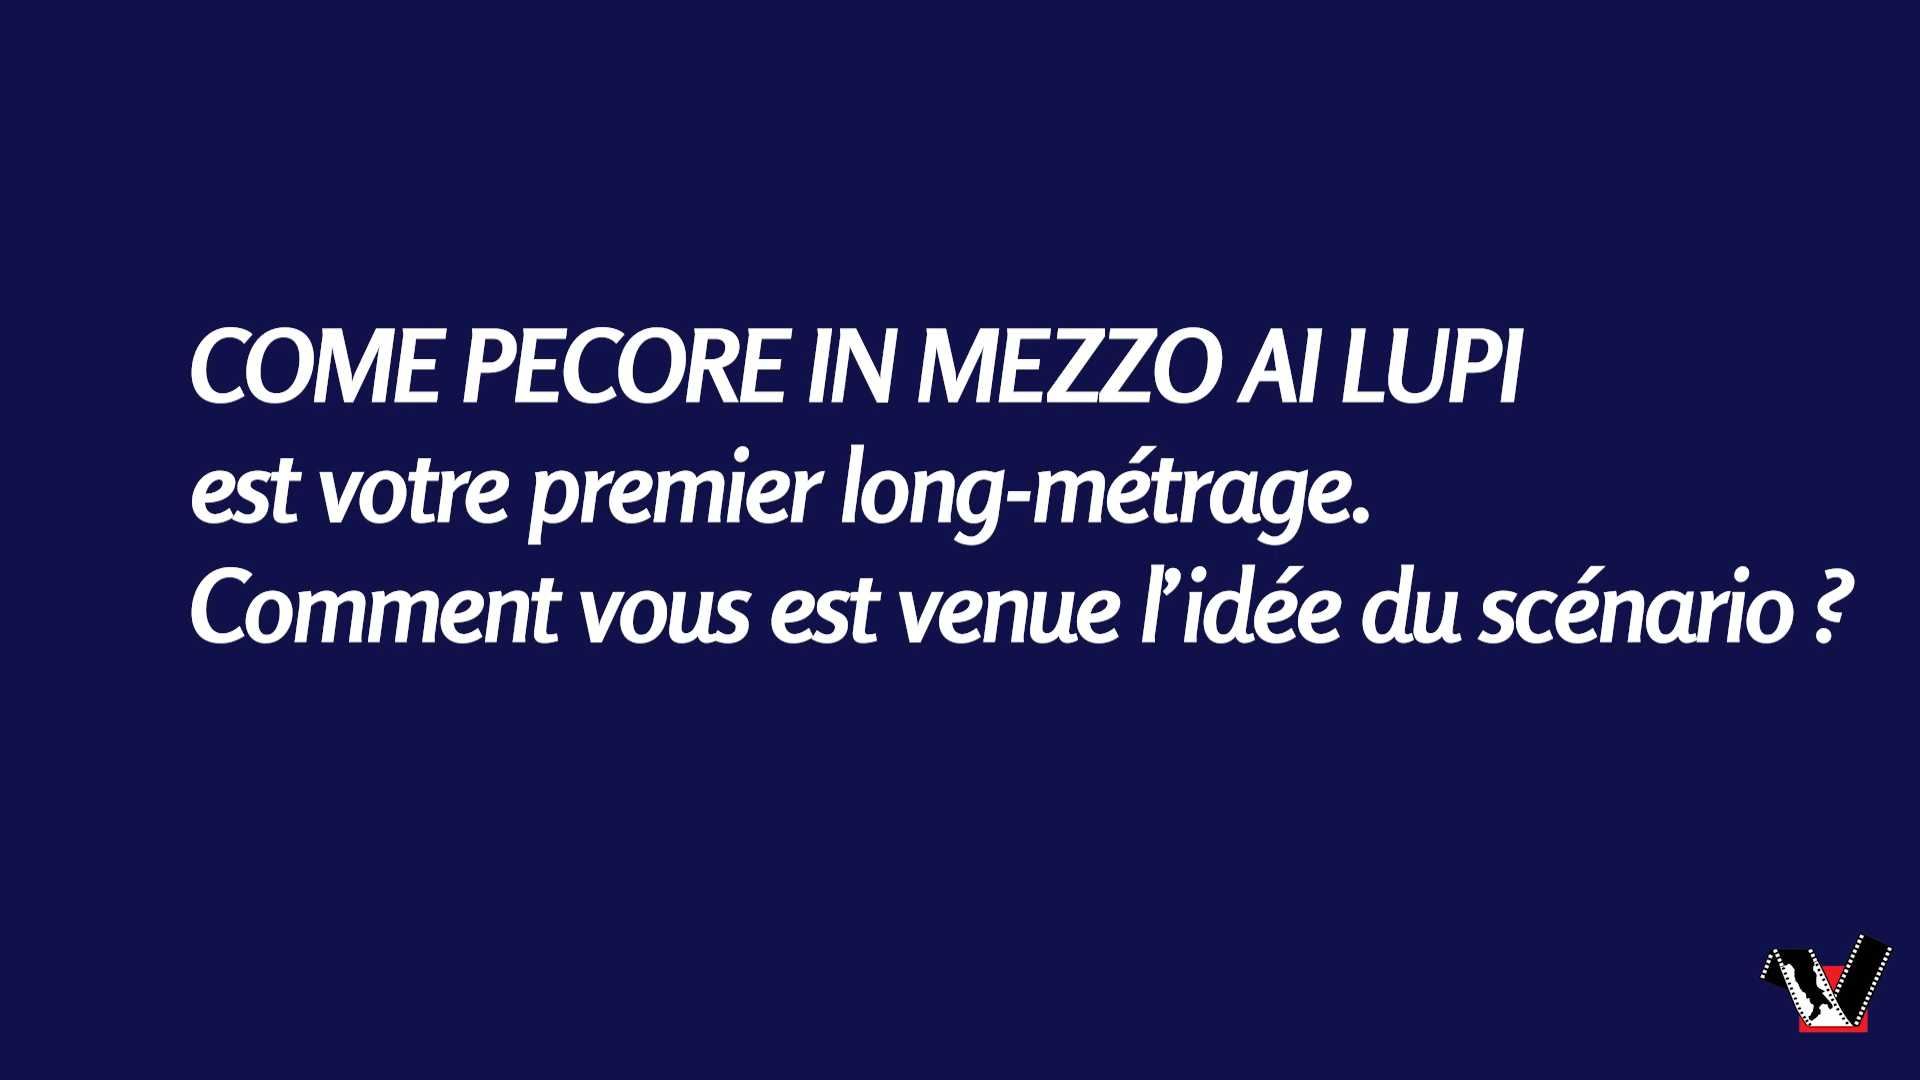 COME PECORE IN MEZZO AI LUPI
est votre premier long-métrage.
Comment vous est venue l’idée du scénario ?